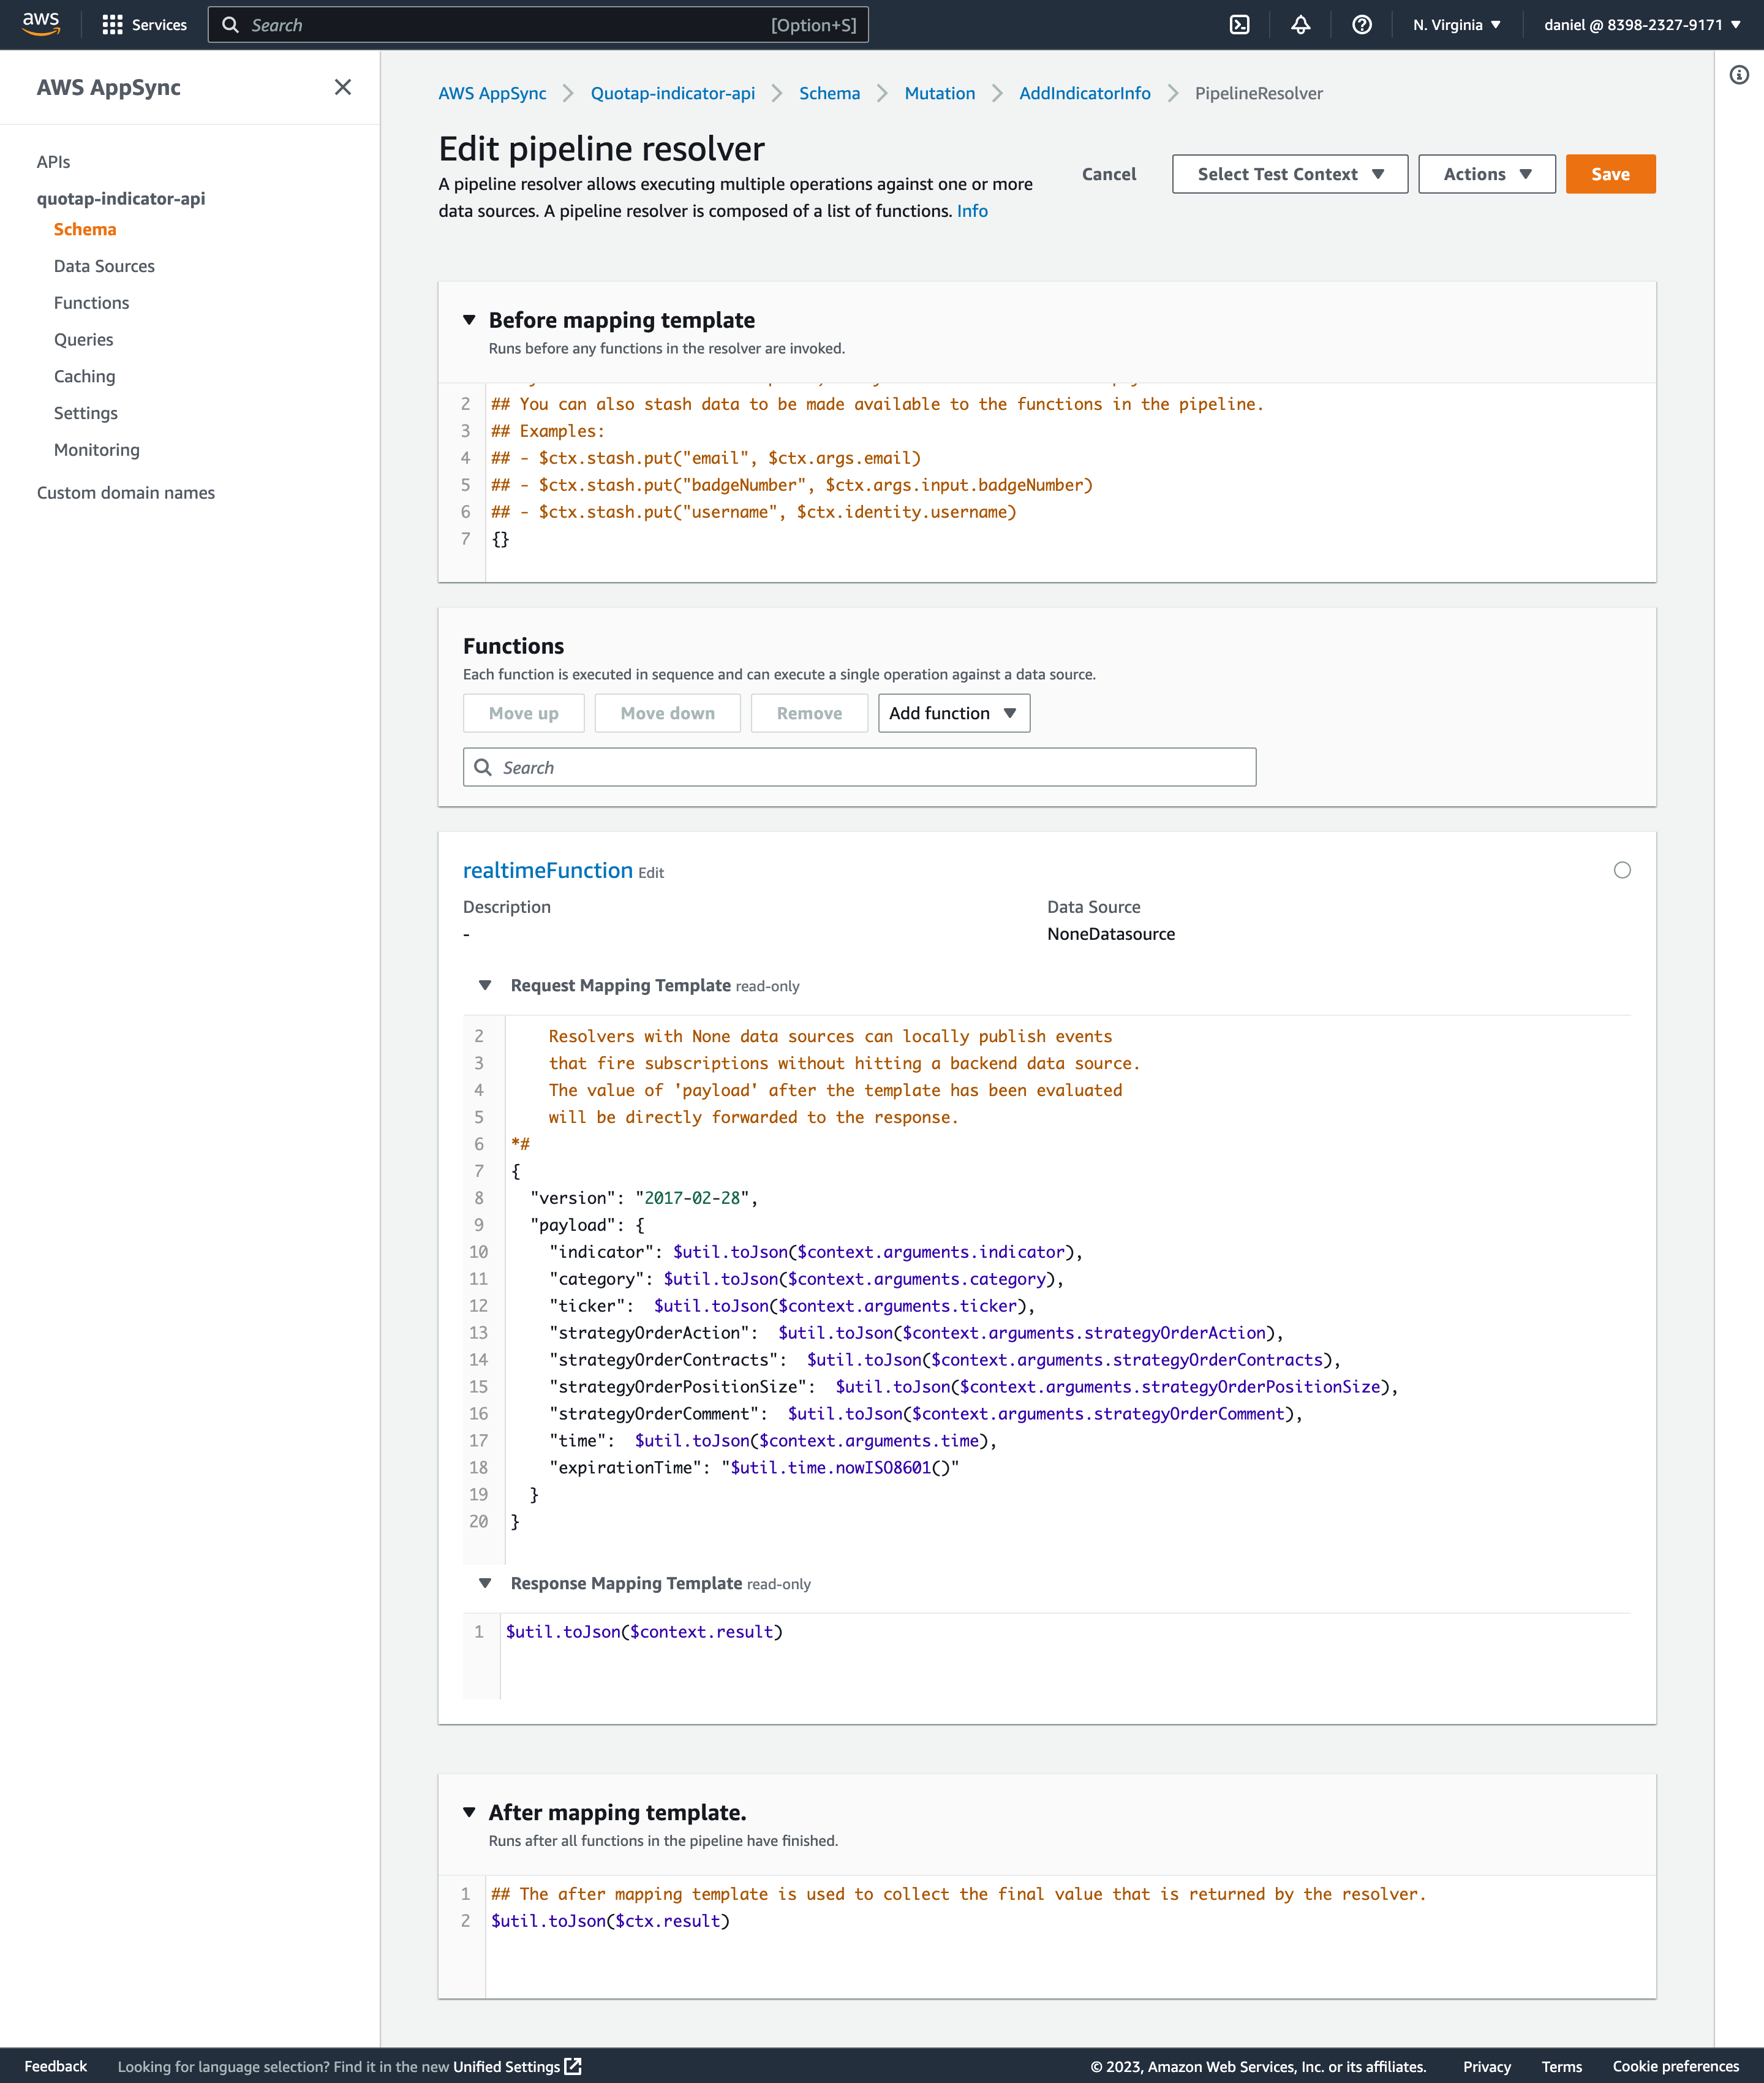 aws
Services
Search
[Option+S]
N. Virginia
daniel @ 8398-2327-9171
AWS AppSync
APIs
quotap-indicator-api
Schema
Data Sources
Functions
Queries
Caching
Settings
Monitoring
Custom domain names
AWS AppSync
Quotap-indicator-api
Schema
Mutation
AddIndicatorInfo
PipelineResolver
Edit pipeline resolver
A pipeline resolver allows executing multiple operations against one or more
data sources. A pipeline resolver is composed of a list of functions. Info
Cancel
Select Test Context
Actions
Save
Before mapping template
Runs before any functions in the resolver are invoked.
2 ## You can also stash data to be made available to the functions in the pipeline.
3 ## Examples:
4 ## - $ctx.stash.put("email", $ctx.args.email)
5 ## - $ctx.stash.put("badgeNumber", $ctx.args.input.badgeNumber)
6 ## - $ctx.stash.put("username", $ctx.identity.username)
7 {}
Functions
Each function is executed in sequence and can execute a single operation against a data source.
Move up
Move down
Remove
Add function
Search
realtimeFunction Edit
Description
-
Data Source
NoneDatasource
Request Mapping Template read-only
2 Resolvers with None data sources can locally publish events
3 that fire subscriptions without hitting a backend data source.
4 The value of 'payload' after the template has been evaluated
5 will be directly forwarded to the response.
6 *#
7 {
8 "version": "2017-02-28",
9 "payload": {
10 "indicator": $util.toJson($context.arguments.indicator),
11 "category": $util.toJson($context.arguments.category),
12 "ticker":  $util.toJson($context.arguments.ticker),
13 "strategyOrderAction":  $util.toJson($context.arguments.strategyOrderAction),
14 "strategyOrderContracts":  $util.toJson($context.arguments.strategyOrderContracts),
15 "strategyOrderPositionSize":  $util.toJson($context.arguments.strategyOrderPositionSize),
16 "strategyOrderComment":  $util.toJson($context.arguments.strategyOrderComment),
17 "time":  $util.toJson($context.arguments.time),
18 "expirationTime": "$util.time.nowISO8601()"
19 }
20 }
Response Mapping Template read-only
1 $util.toJson($context.result)
After mapping template.
Runs after all functions in the pipeline have finished.
1 ## The after mapping template is used to collect the final value that is returned by the resolver.
2 $util.toJson($ctx.result)
Feedback
Looking for language selection? Find it in the new Unified Settings
© 2023, Amazon Web Services, Inc. or its affiliates.
Privacy
Terms
Cookie preferences